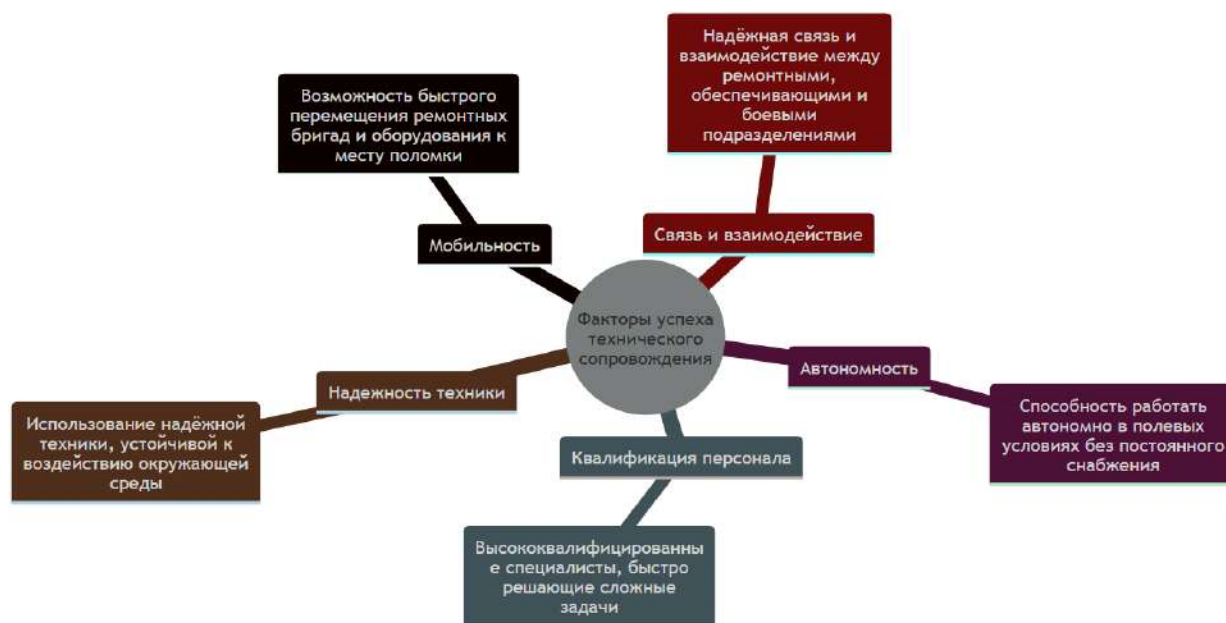 Надёжная связь и
взаимодействие между
ремонтными,
обеспечивающими и
боевыми
подразделениями
Возможность быстрого
перемещения ремонтных
бригад и оборудования к
месту поломки
Мобильность
Связь и взаимодействие
Факторы успеха
технического
сопровождения
Автономность
Надежность техники
Способность работать
автономно в полевых
условиях без постоянного
снабжения
Использование надёжной
техники, устойчивой к
воздействию окружающей
среды
Квалификация персонала
Высококвалифицированны
е специалисты, быстро
решающие сложные
задачи